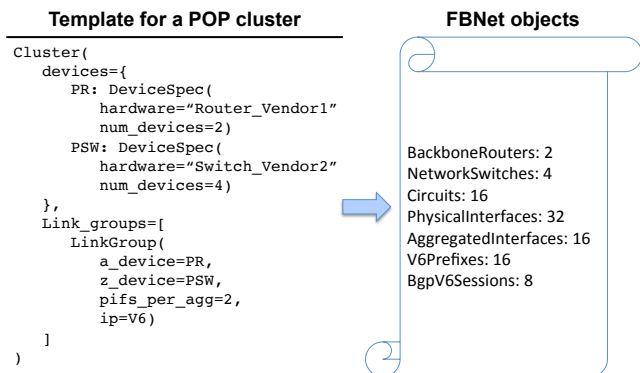 Template for a POP cluster
Cluster(
   devices={
      PR: DeviceSpec(
         hardware=“Router_Vendor1”
         num_devices=2)
      PSW: DeviceSpec(
         hardware=“Switch_Vendor2”
         num_devices=4)
   },
   Link_groups=[
      LinkGroup(
         a_device=PR,
         z_device=PSW,
         pifs_per_agg=2,
         ip=V6)
   ]
)
FBNet objects
BackboneRouters: 2
NetworkSwitches: 4
Circuits: 16
PhysicalInterfaces: 32
AggregatedInterfaces: 16
V6Prefixes: 16
BgpV6Sessions: 8